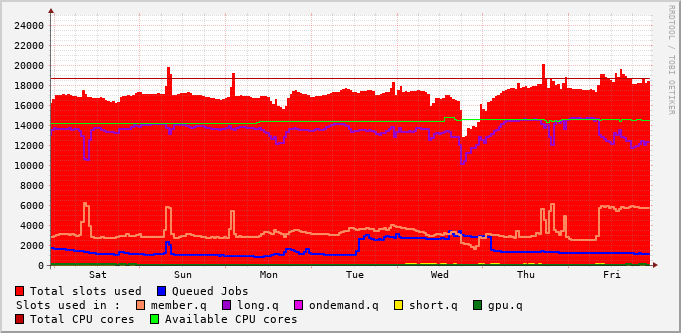 RRDTOOL / TOBI OETIKER
24000
22000
20000
18000
16000
14000
12000
10000
8000
6000
4000
2000
0
Sat Sun Mon Tue Wed Thu Fri
Total slots used Queued Jobs
Slots used in : member.q long.q ondemand.q short.q gpu.q
Total CPU cores Available CPU cores